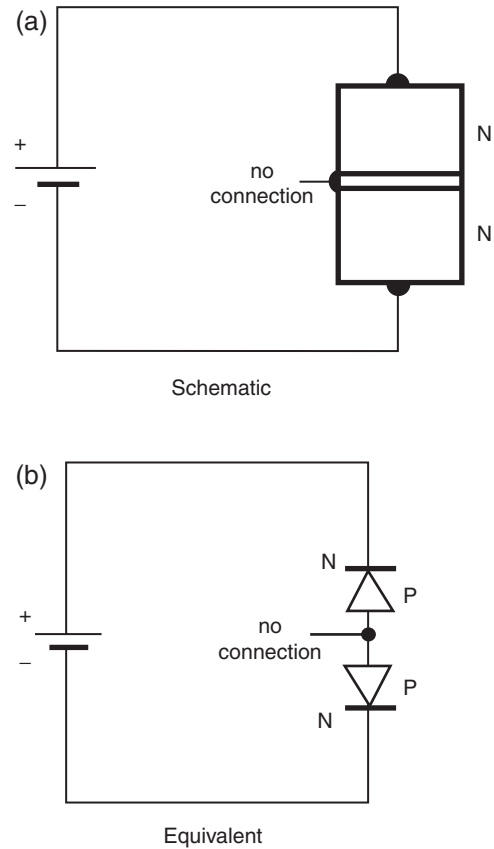 (a)
+
−
no
connection
N
N
Schematic
(b)
+
−
no
connection
N
P
P
N
Equivalent